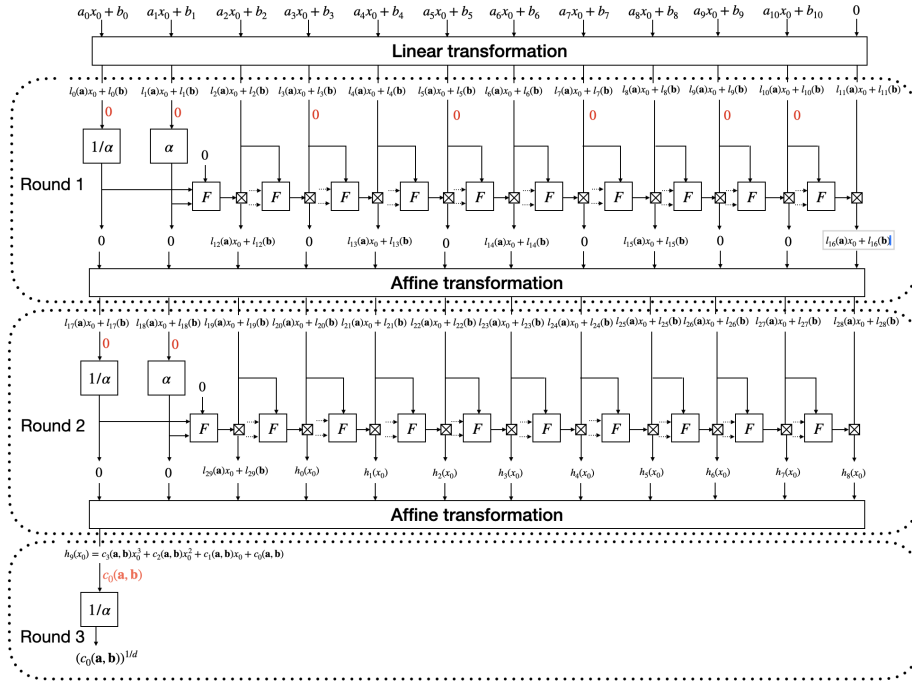 a₀x₀ + b₀ a₁x₀ + b₁ a₂x₀ + b₂ a₃x₀ + b₃ a₄x₀ + b₄ a₅x₀ + b₅ a₆x₀ + b₆ a₇x₀ + b₇ a₈x₀ + b₈ a₉x₀ + b₉ a₁₀x₀ + b₁₀ 0
Linear transformation
l₀(𝐚)x₀ + l₀(𝐛) l₁(𝐚)x₀ + l₁(𝐛) l₂(𝐚)x₀ + l₂(𝐛) l₃(𝐚)x₀ + l₃(𝐛) l₄(𝐚)x₀ + l₄(𝐛) l₅(𝐚)x₀ + l₅(𝐛) l₆(𝐚)x₀ + l₆(𝐛) l₇(𝐚)x₀ + l₇(𝐛) l₈(𝐚)x₀ + l₈(𝐛) l₉(𝐚)x₀ + l₉(𝐛) l₁₀(𝐚)x₀ + l₁₀(𝐛) l₁₁(𝐚)x₀ + l₁₁(𝐛)
0 0 0 0 0 0 0
1/α α 0
Round 1 F F F F F F F F F F
0 0 l₁₂(𝐚)x₀ + l₁₂(𝐛) 0 l₁₃(𝐚)x₀ + l₁₃(𝐛) 0 l₁₄(𝐚)x₀ + l₁₄(𝐛) 0 l₁₅(𝐚)x₀ + l₁₅(𝐛) 0 0 l₁₆(𝐚)x₀ + l₁₆(𝐛)
Affine transformation
l₁₇(𝐚)x₀ + l₁₇(𝐛) l₁₈(𝐚)x₀ + l₁₈(𝐛) l₁₉(𝐚)x₀ + l₁₉(𝐛) l₂₀(𝐚)x₀ + l₂₀(𝐛) l₂₁(𝐚)x₀ + l₂₁(𝐛) l₂₂(𝐚)x₀ + l₂₂(𝐛) l₂₃(𝐚)x₀ + l₂₃(𝐛) l₂₄(𝐚)x₀ + l₂₄(𝐛) l₂₅(𝐚)x₀ + l₂₅(𝐛) l₂₆(𝐚)x₀ + l₂₆(𝐛) l₂₇(𝐚)x₀ + l₂₇(𝐛) l₂₈(𝐚)x₀ + l₂₈(𝐛)
0 0
1/α α 0
Round 2 F F F F F F F F F F
0 0 l₂₉(𝐚)x₀ + l₂₉(𝐛) h₀(x₀) h₁(x₀) h₂(x₀) h₃(x₀) h₄(x₀) h₅(x₀) h₆(x₀) h₇(x₀) h₈(x₀)
Affine transformation
h₉(x₀) = c₃(𝐚, 𝐛)x₀³ + c₂(𝐚, 𝐛)x₀² + c₁(𝐚, 𝐛)x₀ + c₀(𝐚, 𝐛)
c₀(𝐚, 𝐛)
1/α
Round 3
(c₀(𝐚, 𝐛))^{1/d}